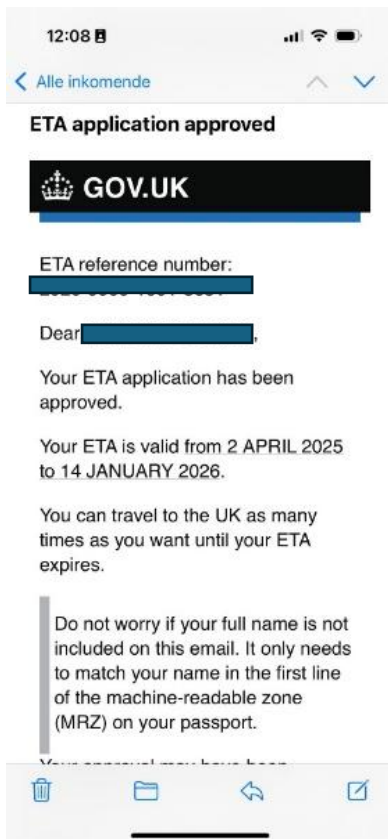 12:08
Alle inkomende
ETA application approved
GOV.UK
ETA reference number:
Dear
,
Your ETA application has been
approved.
Your ETA is valid from 2 APRIL 2025
to 14 JANUARY 2026.
You can travel to the UK as many
times as you want until your ETA
expires.
Do not worry if your full name is not
included on this email. It only needs
to match your name in the first line
of the machine-readable zone
(MRZ) on your passport.